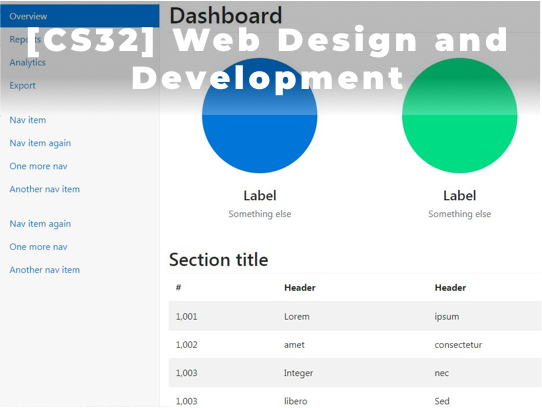 [CS32] Web Design and
Development
Overview
Reports
Analytics
Export
Nav item
Nav item again
One more nav
Another nav item
Nav item again
One more nav
Another nav item
Dashboard
Label
Something else
Label
Something else
Section title
# Header Header
1,001 Lorem ipsum
1,002 amet consectetur
1,003 Integer nec
1,003 libero Sed